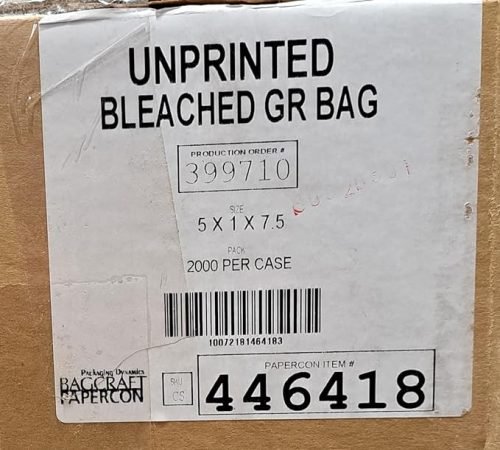 UNPRINTED
BLEACHED GR BAG
PRODUCTION ORDER #
399710
SIZE
5 X 1 X 7.5
PACK
2000 PER CASE
10072181464183
PACKAGING DYNAMICS
BAGCRAFT
PAPERCON
CS
PAPERCON ITEM #
446418